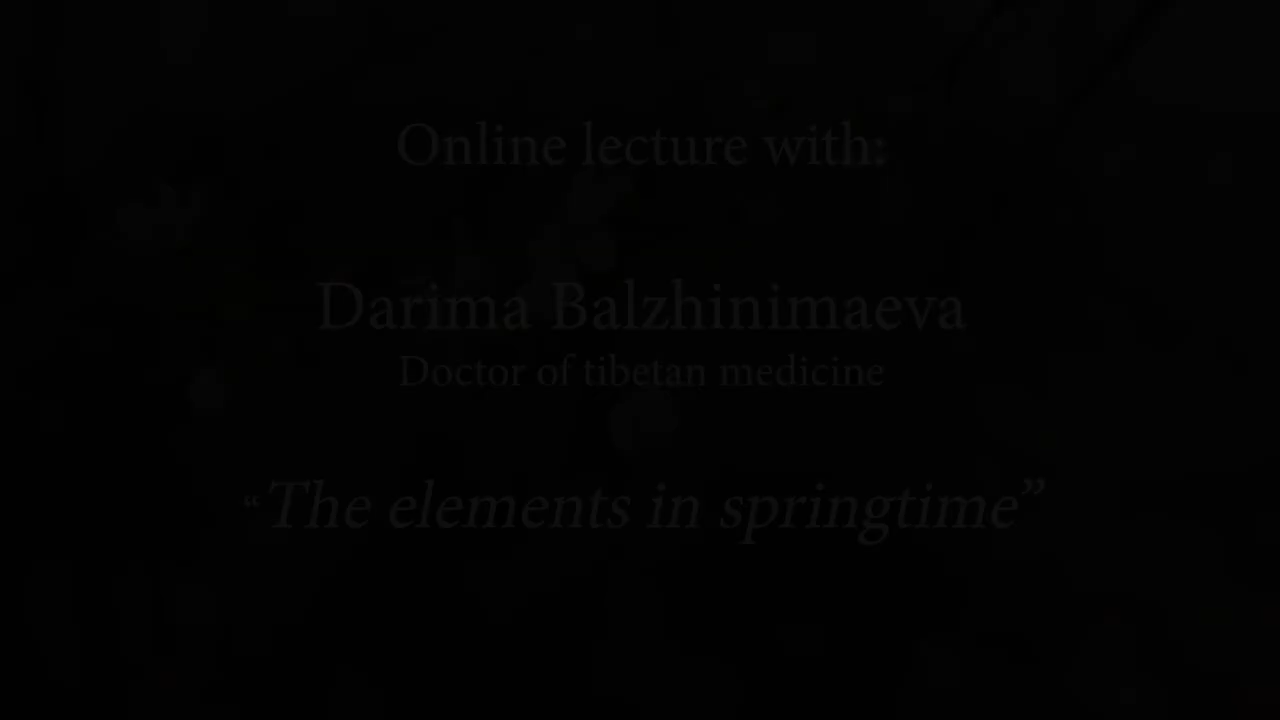 Online lecture with:
Darima Balzhinimaeva
Doctor of tibetan medicine
“The elements in springtime”